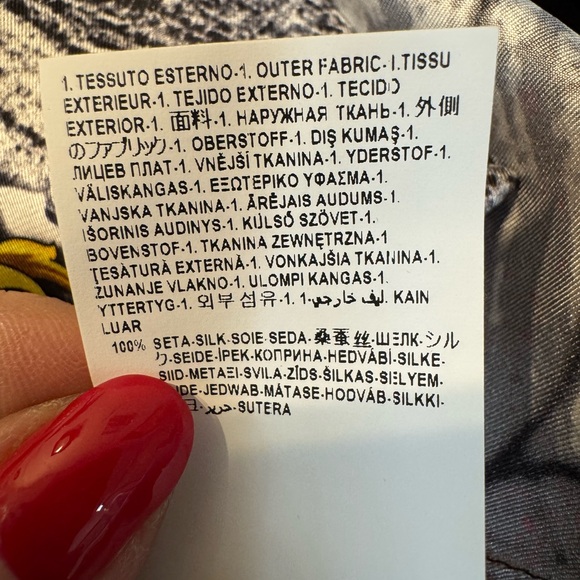 1. TESSUTO ESTERNO-1. OUTER FABRIC-1.TISSU
EXTERIEUR-1. TEJIDO EXTERNO-1. TECIDO
EXTERIOR-1. 面料-1. НАРУЖНАЯ ТКАНЬ-1. 外側
のファブリック-1. OBERSTOFF-1. DIŞ KUMAŞ-1.
ЛИЦЕВ ПЛАТ-1. VNĚJŠÍ TKANINA-1. YDERSTOF-1.
VÄLISKANGAS-1. ΕΞΩΤΕΡΙΚΟ ΥΦΑΣΜΑ-1.
VANJSKA TKANINA-1. ĀRĒJAIS AUDUMS-1.
IŠORINIS AUDINYS-1. KÜLSŐ SZÖVET-1.
BOVENSTOF-1. TKANINA ZEWNĘTRZNA-1
ŢESĂTURĂ EXTERNĂ-1. VONKAJŠIA TKANINA-1.
ZUNANJE VLAKNO-1. ULOMPI KANGAS-1.
YTTERTYG-1. 외부 섬유-1. 1-ليف خارجي. KAIN
LUAR
100% SETA-SILK-SOIE-SEDA-桑蚕丝-ШЕЛК-シル
ク-SEIDE-İPEK-КОПРИНА-HEDVÁBÍ-SILKE-
SIID-ΜΕΤΑΞΙ-SVILA-ZĪDS-ŠILKAS-SELYEM-
JEDWAB-MĂTASE-HODVÁB-SILKKI-
حرير-SUTERA